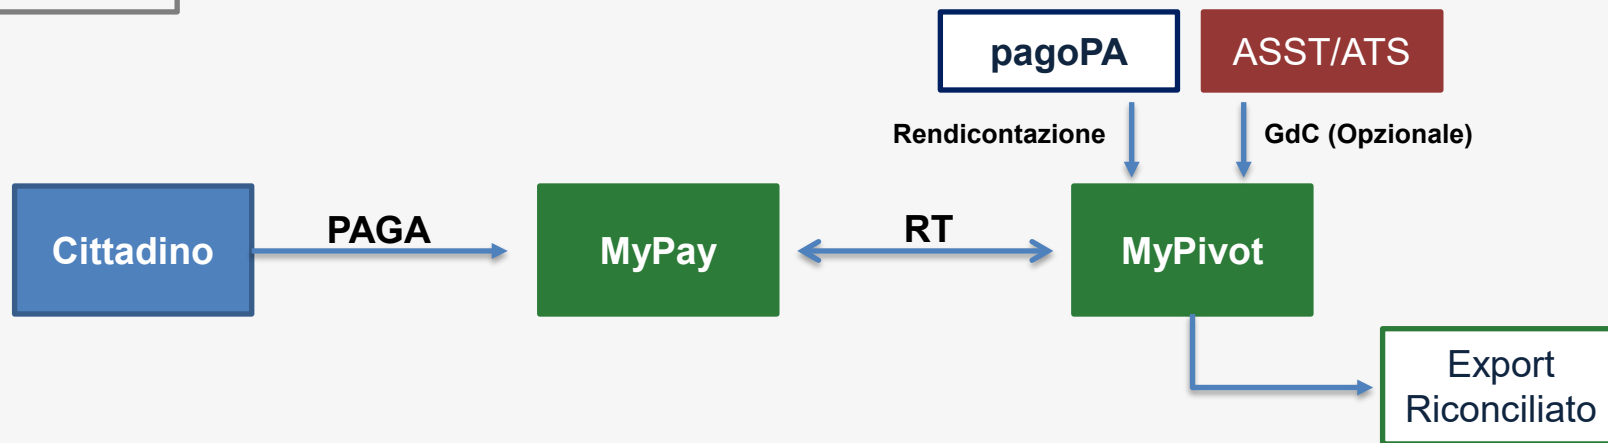 pagoPA
ASST/ATS
Rendicontazione
GdC (Opzionale)
Cittadino
PAGA
MyPay
RT
MyPivot
Export
Riconciliato